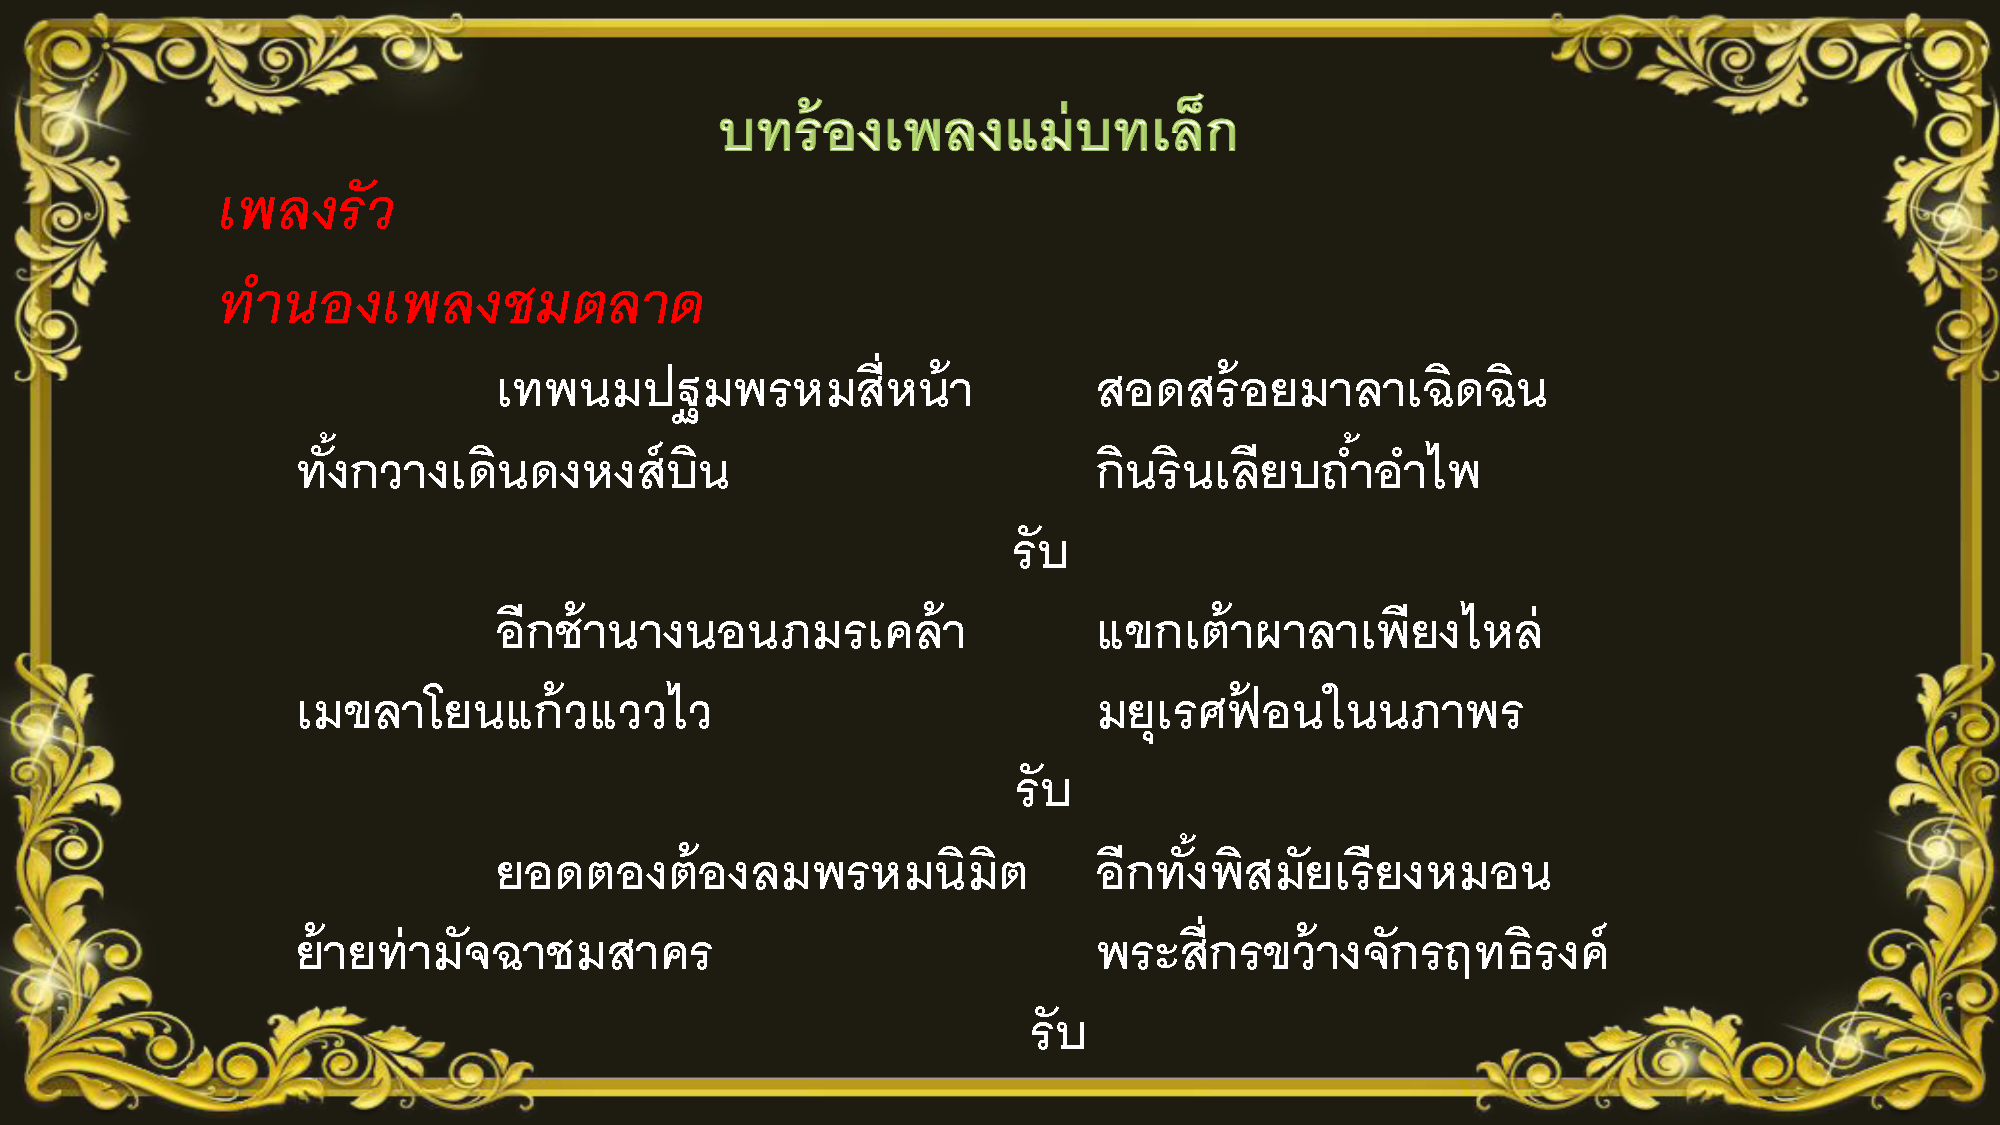 บทร้องเพลงแม่บทเล็ก
เพลงรัว
ทำนองเพลงชมตลาด
เทพนมปฐมพรหมสี่หน้า สอดสร้อยมาลาเฉิดฉิน
ทั้งกวางเดินดงหงส์บิน กินรินเลียบถ้ำอำไพ
รับ
อีกช้านางนอนภมรเคล้า แขกเต้าผาลาเพียงไหล่
เมขลาโยนแก้วแววไว มยุเรศฟ้อนในนภาพร
รับ
ยอดตองต้องลมพรหมนิมิต อีกทั้งพิสมัยเรียงหมอน
ย้ายท่ามัจฉาชมสาคร พระสี่กรขว้างจักรฤทธิรงค์
รับ